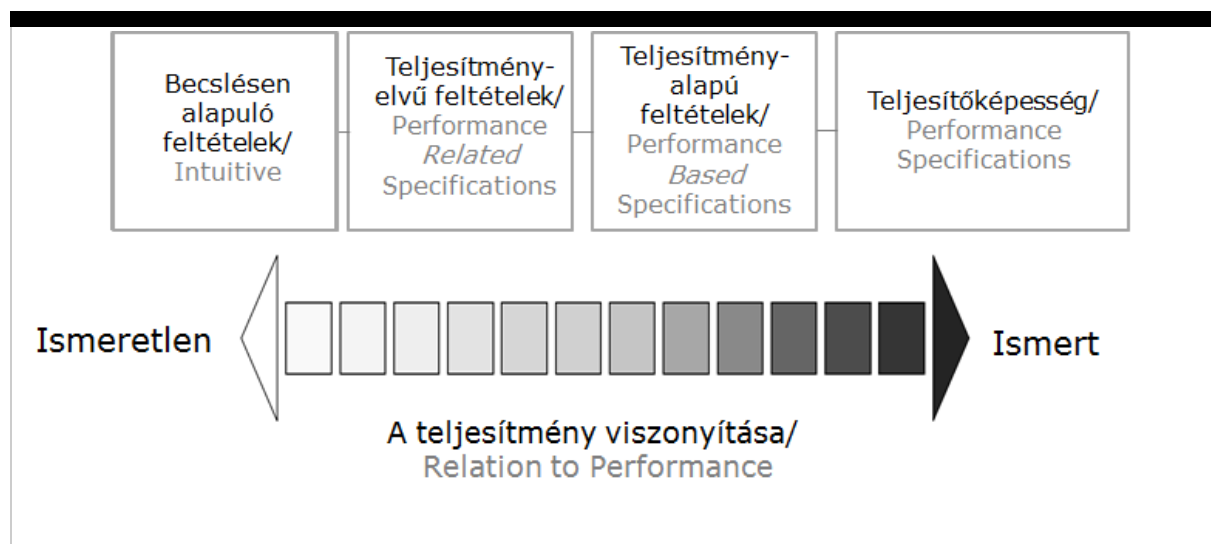 Becslésen
alapuló
feltételek/
Intuitive
Teljesítmény-
elvű feltételek/
Performance
Related
Specifications
Teljesítmény-
alapú
feltételek/
Performance
Based
Specifications
Teljesítőképesség/
Performance
Specifications
Ismeretlen
Ismert
A teljesítmény viszonyítása/
Relation to Performance